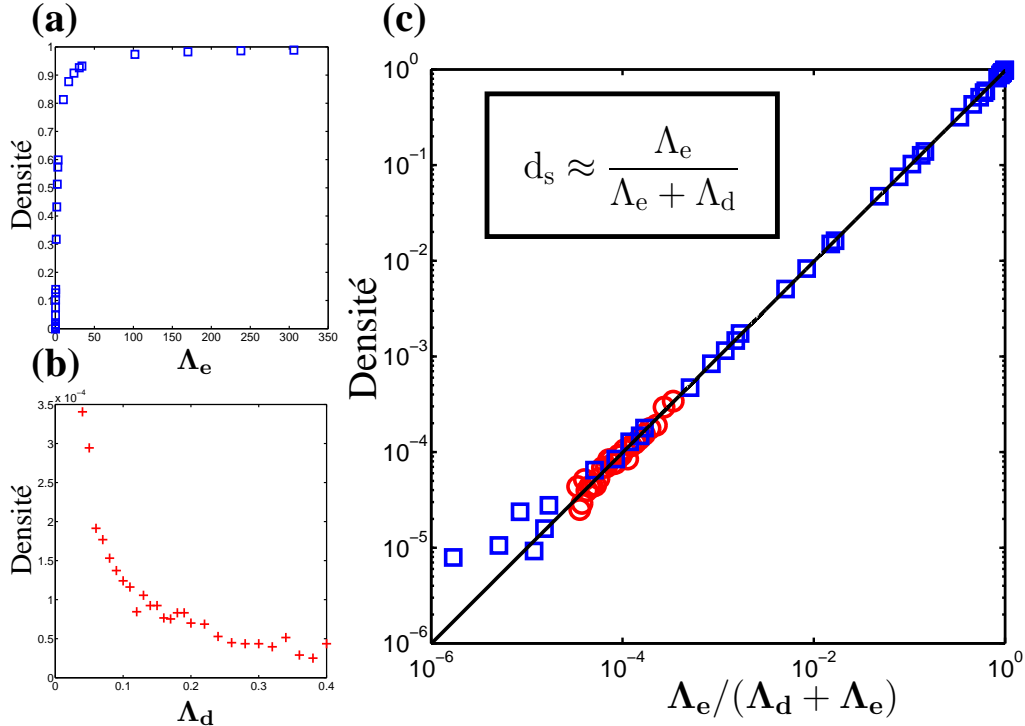 (a)
Densité
1
0.9
0.8
0.7
0.6
0.5
0.4
0.3
0.2
0.1
0
0 50 100 150 200 250 300 350
Λe
(b)
x 10⁻⁴
Densité
3.5
3
2.5
2
1.5
1
0.5
0
0 0.1 0.2 0.3 0.4
Λd
(c)
ds ≈ Λe / (Λe + Λd)
Densité
10⁰
10⁻¹
10⁻²
10⁻³
10⁻⁴
10⁻⁵
10⁻⁶
10⁻⁶ 10⁻⁴ 10⁻² 10⁰
Λe/(Λd + Λe)